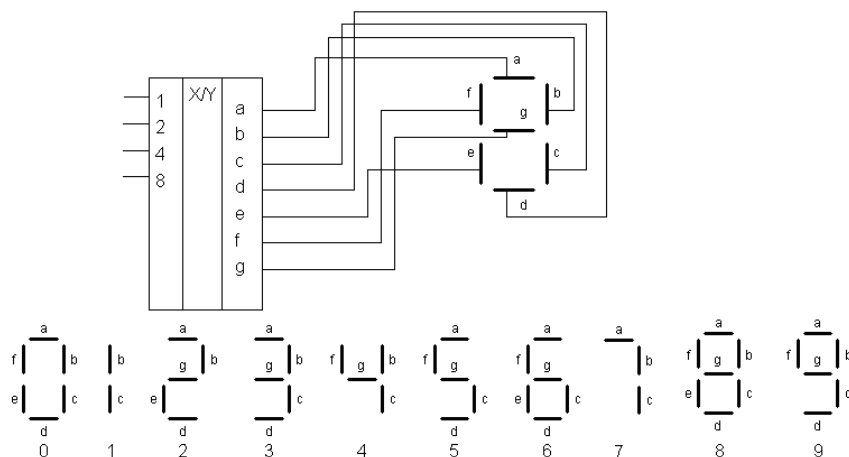 1 X/Y a
2 b
4 c
8 d
e
f
g
a
f b
g
e c
d
a a a a a a a a a
f b b g b g b f g b f g f g b f g b f g b
e c c e c c c e c c e c c
d d d d d d d
0 1 2 3 4 5 6 7 8 9